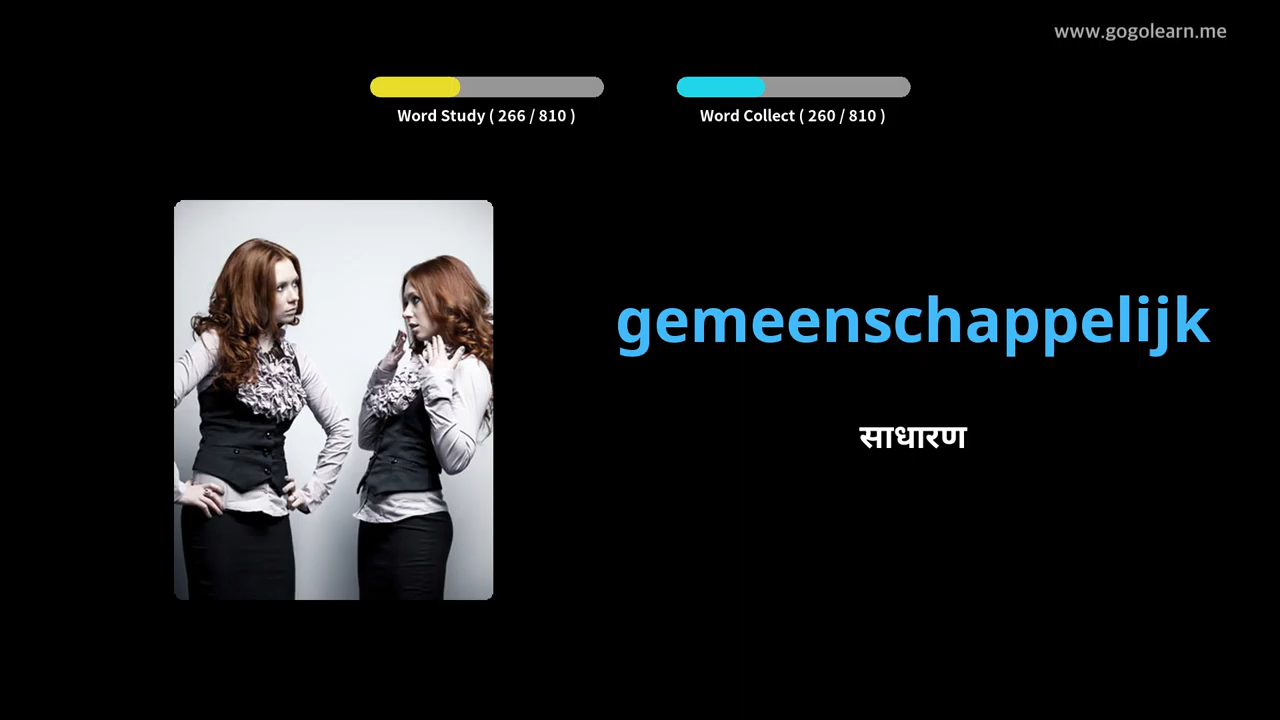 www.gogolearn.me
Word Study ( 266 / 810 )
Word Collect ( 260 / 810 )
gemeenschappelijk
साधारण